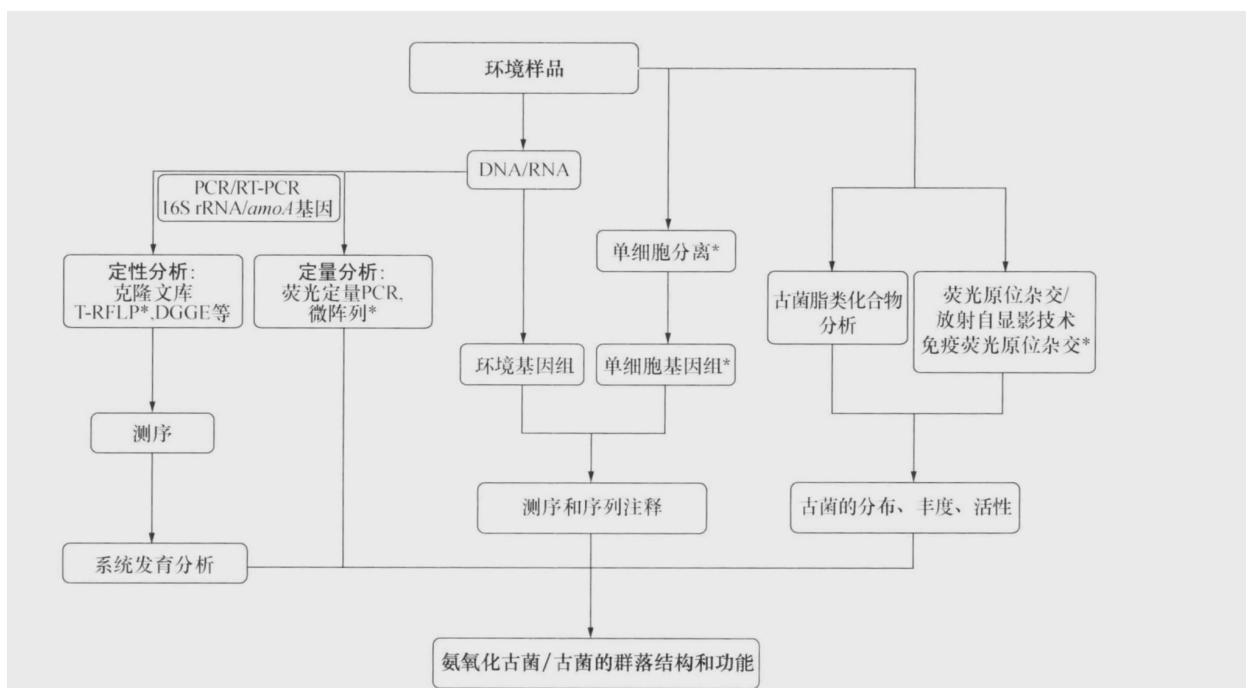 环境样品
DNA/RNA
PCR/RT-PCR
16S rRNA/amoA基因
定性分析:
克隆文库
T-RFLP*,DGGE等
定量分析:
荧光定量PCR,
微阵列*
单细胞分离*
古菌脂类化合物
分析
荧光原位杂交/
放射自显影技术
免疫荧光原位杂交*
环境基因组
单细胞基因组*
测序
测序和序列注释
古菌的分布、丰度、活性
系统发育分析
氨氧化古菌/古菌的群落结构和功能